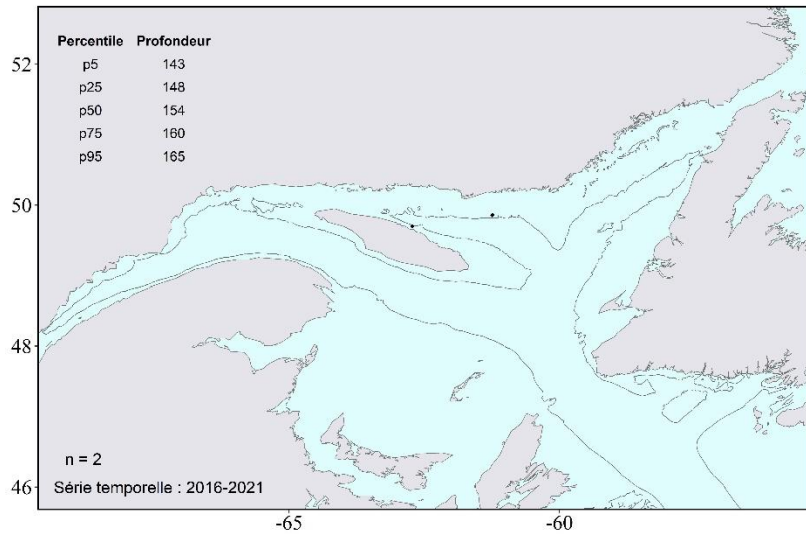 Percentile Profondeur
p5 143
p25 148
p50 154
p75 160
p95 165
52
50
48
46
n = 2
Série temporelle : 2016-2021
-65 -60